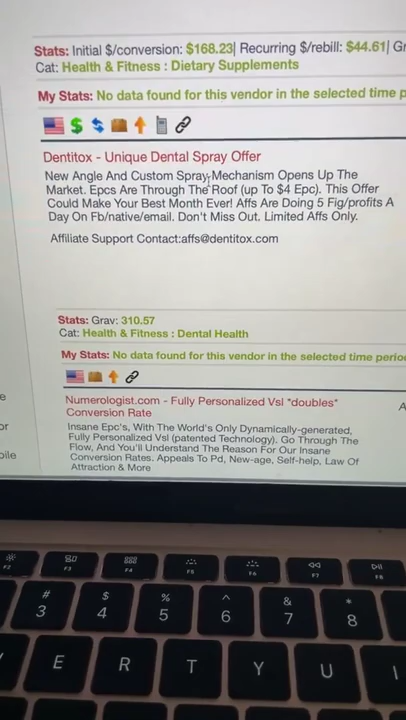 Stats: Initial $/conversion: $168.23| Recurring $/rebill: $44.61| Gr
Cat: Health & Fitness : Dietary Supplements
My Stats: No data found for this vendor in the selected time p
Dentitox - Unique Dental Spray Offer
New Angle And Custom Spray Mechanism Opens Up The
Market. Epcs Are Through The Roof (up To $4 Epc). This Offer
Could Make Your Best Month Ever! Affs Are Doing 5 Fig/profits A
Day On Fb/native/email. Don't Miss Out. Limited Affs Only.
Affiliate Support Contact:affs@dentitox.com
Stats: Grav: 310.57
Cat: Health & Fitness : Dental Health
My Stats: No data found for this vendor in the selected time perio
e
Numerologist.com - Fully Personalized Vsl *doubles*
A
Conversion Rate
or
Insane Epc's, With The World's Only Dynamically-generated,
Fully Personalized Vsl (patented Technology). Go Through The
Flow, And You'll Understand The Reason For Our Insane
pile
Conversion Rates. Appeals To Pd, New-age, Self-help, Law Of
Attraction & More
F2 F3 F4 F5 F6 F7 F8
# $ % ^ & *
3 4 5 6 7 8
E R T Y U I